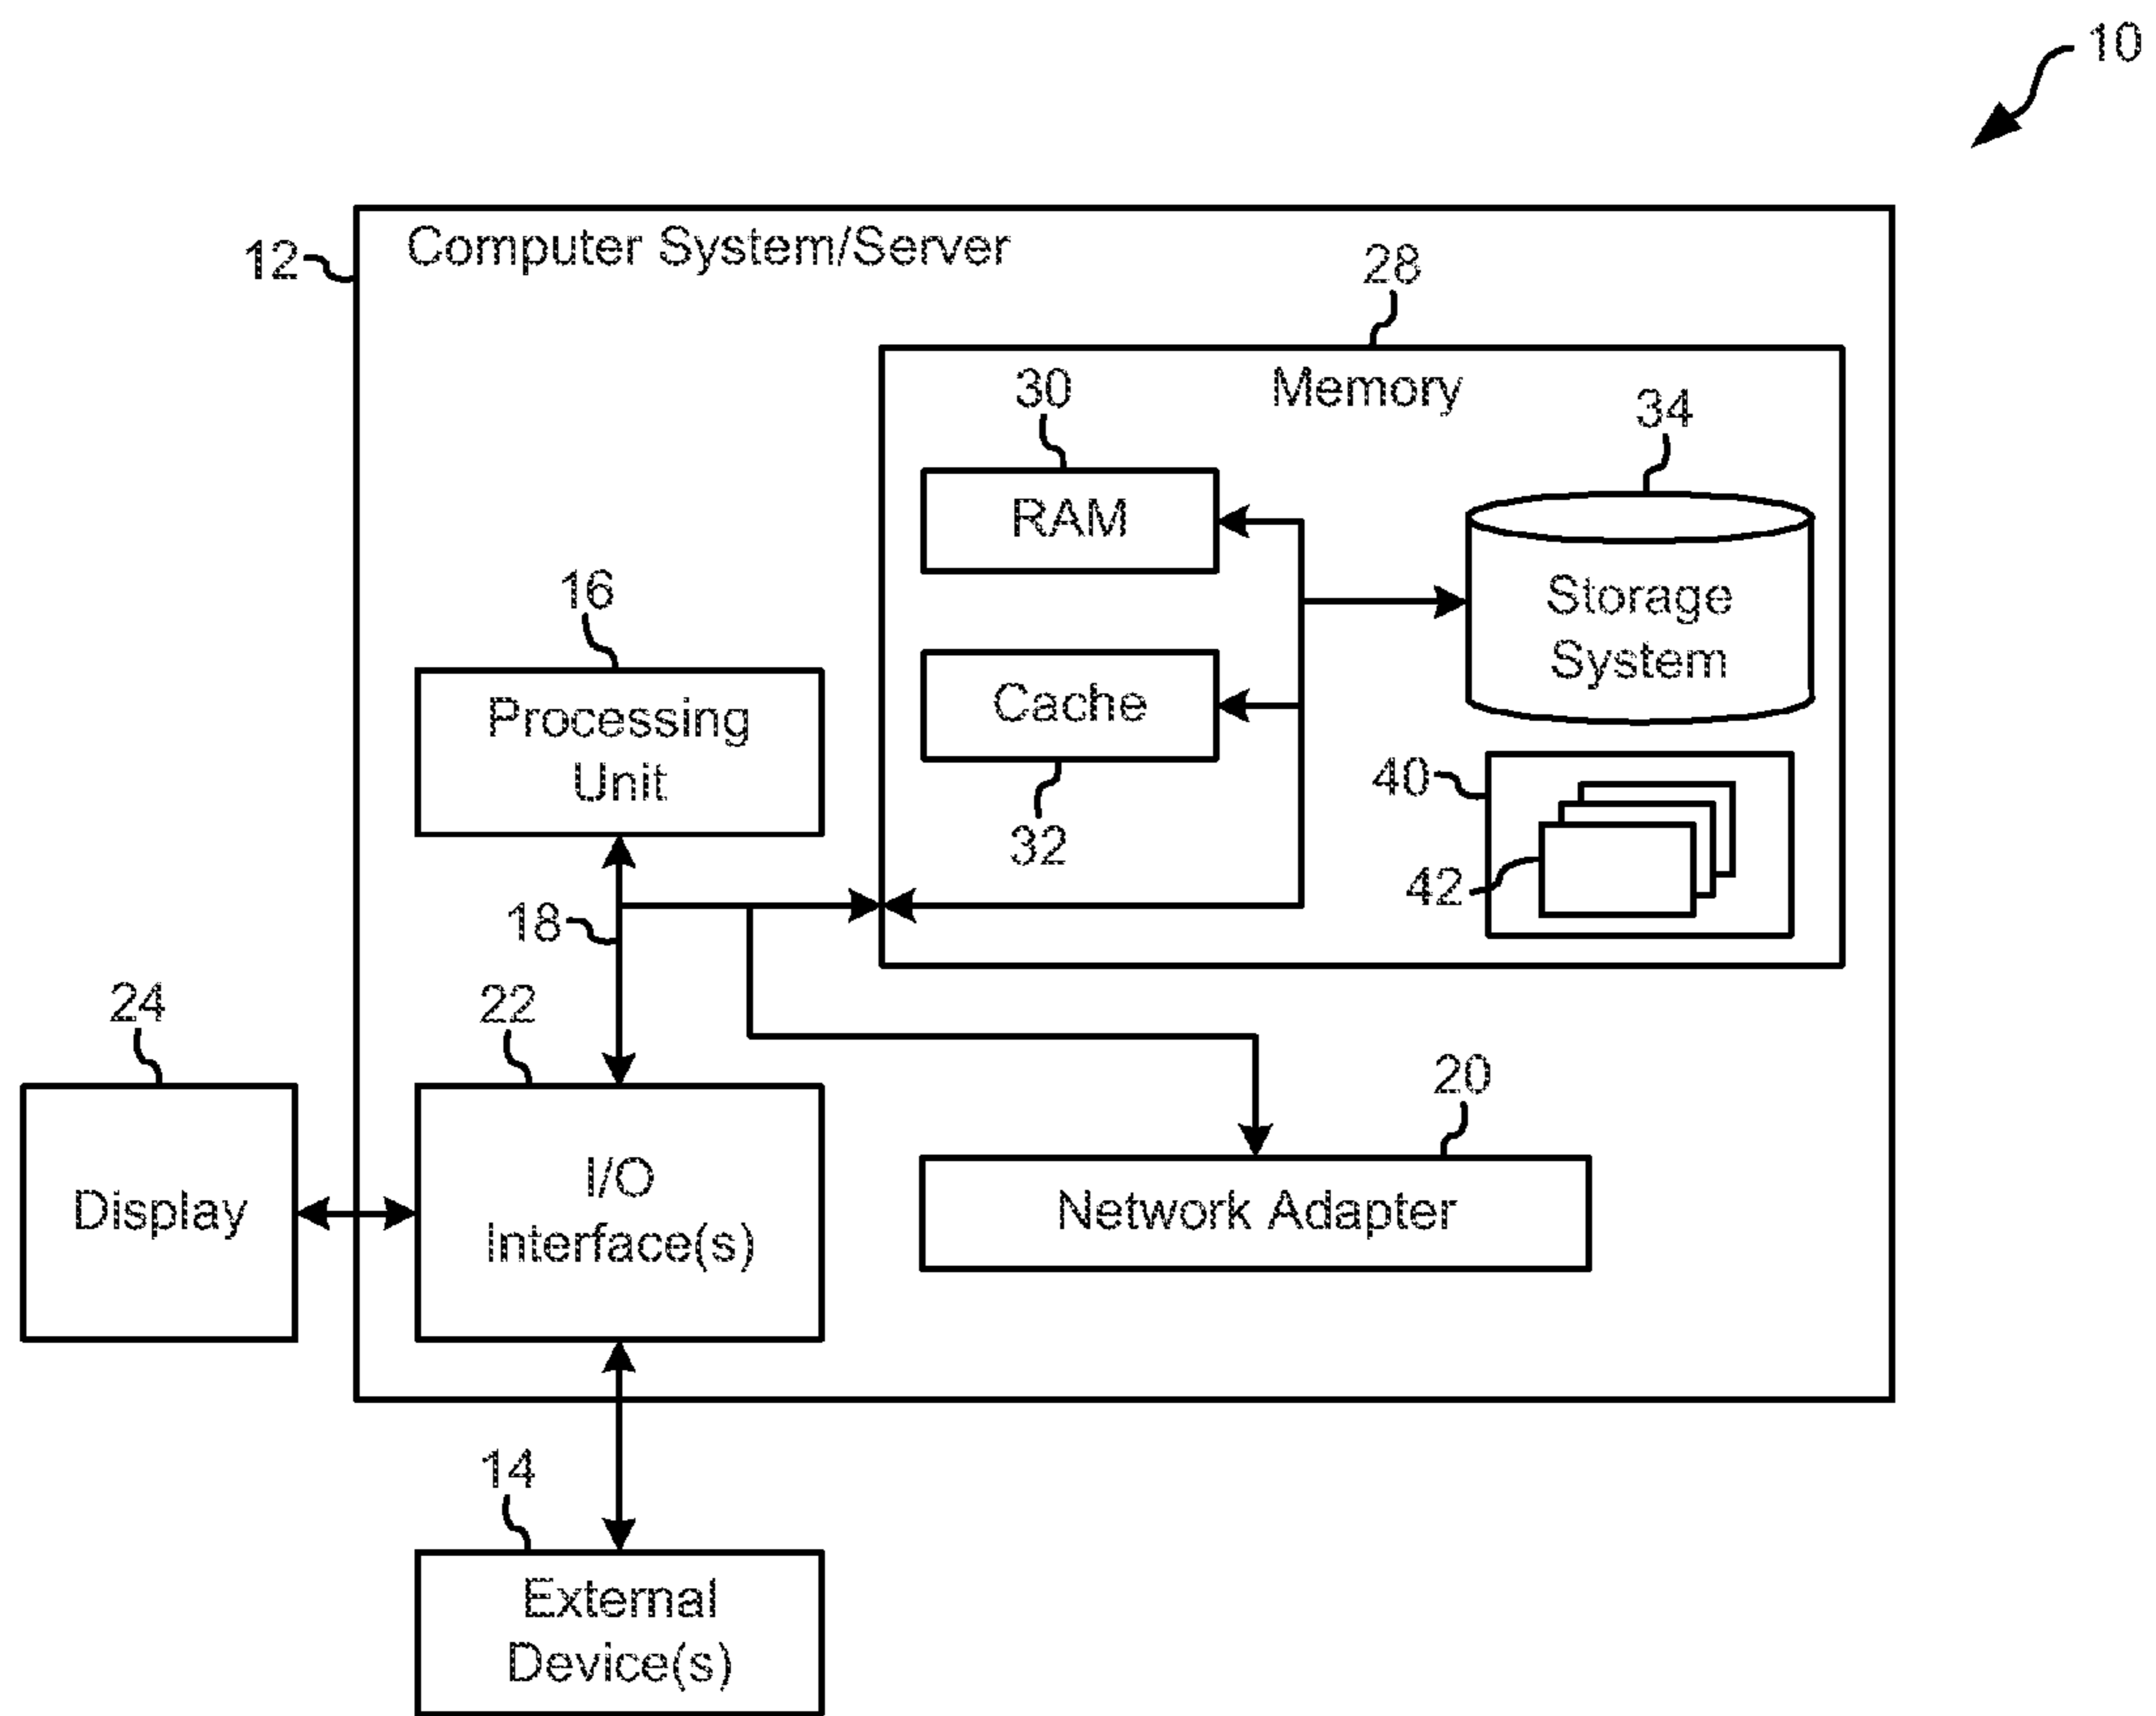 10
12
Computer System/Server
28
30
Memory
34
RAM
16
Storage
System
Processing
Unit
Cache
40
32
42
18
24
22
20
Display
I/O
Interface(s)
Network Adapter
14
External
Device(s)